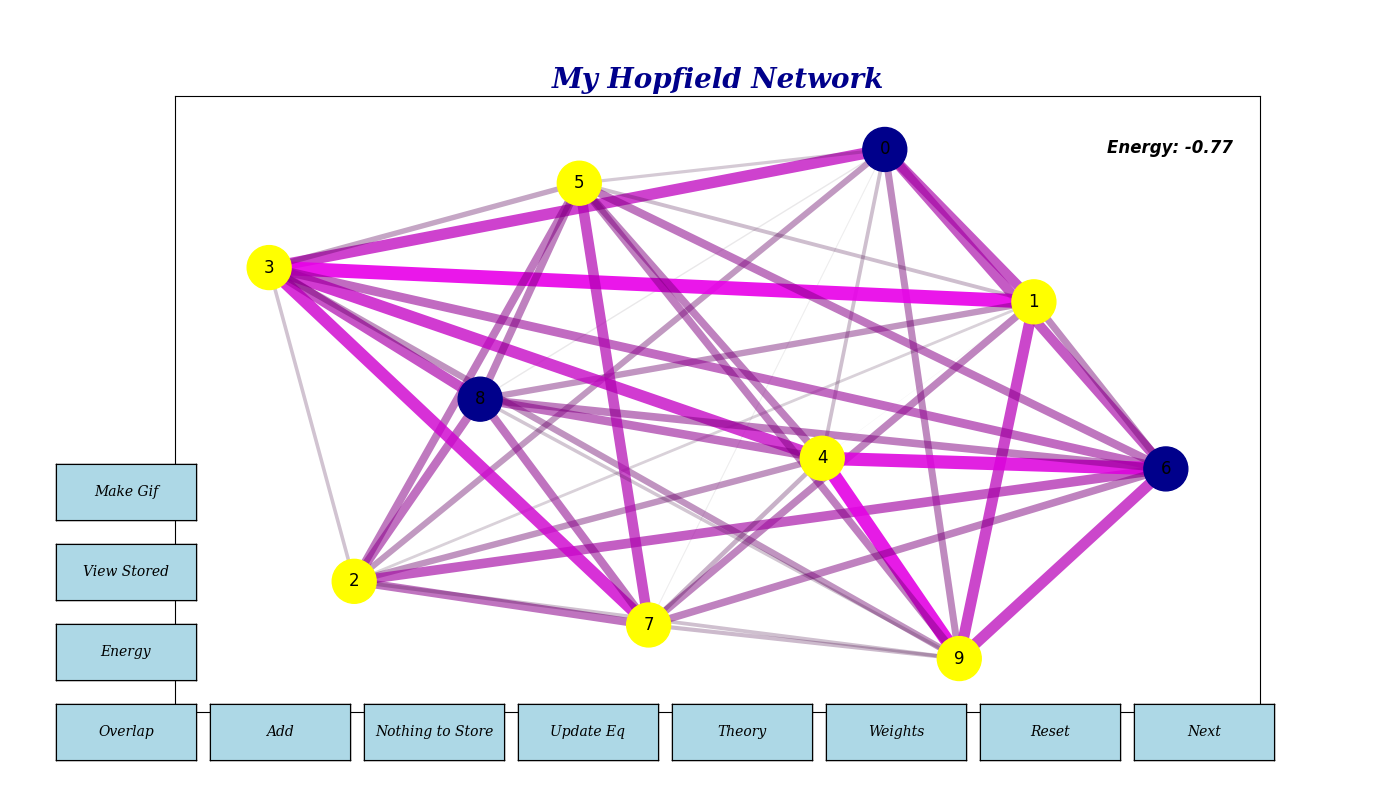 My Hopfield Network
0
Energy: -0.77
5
3
1
8
4
6
2
7
9
Make Gif
View Stored
Energy
Overlap
Add
Nothing to Store
Update Eq
Theory
Weights
Reset
Next